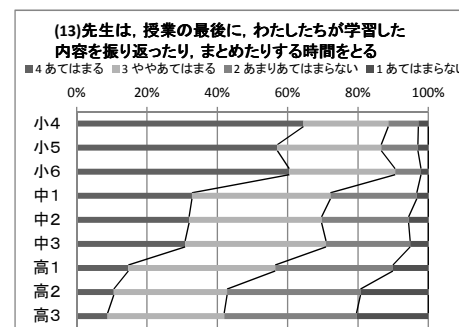 (13)先生は，授業の最後に，わたしたちが学習した
内容を振り返ったり，まとめたりする時間をとる
■4 あてはまる ■3 ややあてはまる ■2 あまりあてはまらない ■1 あてはまらない
0% 20% 40% 60% 80% 100%
小4
小5
小6
中1
中2
中3
高1
高2
高3